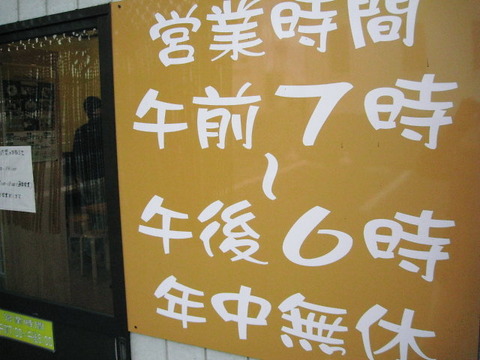 営業時間
午前7時
〜
午後6時
年中無休